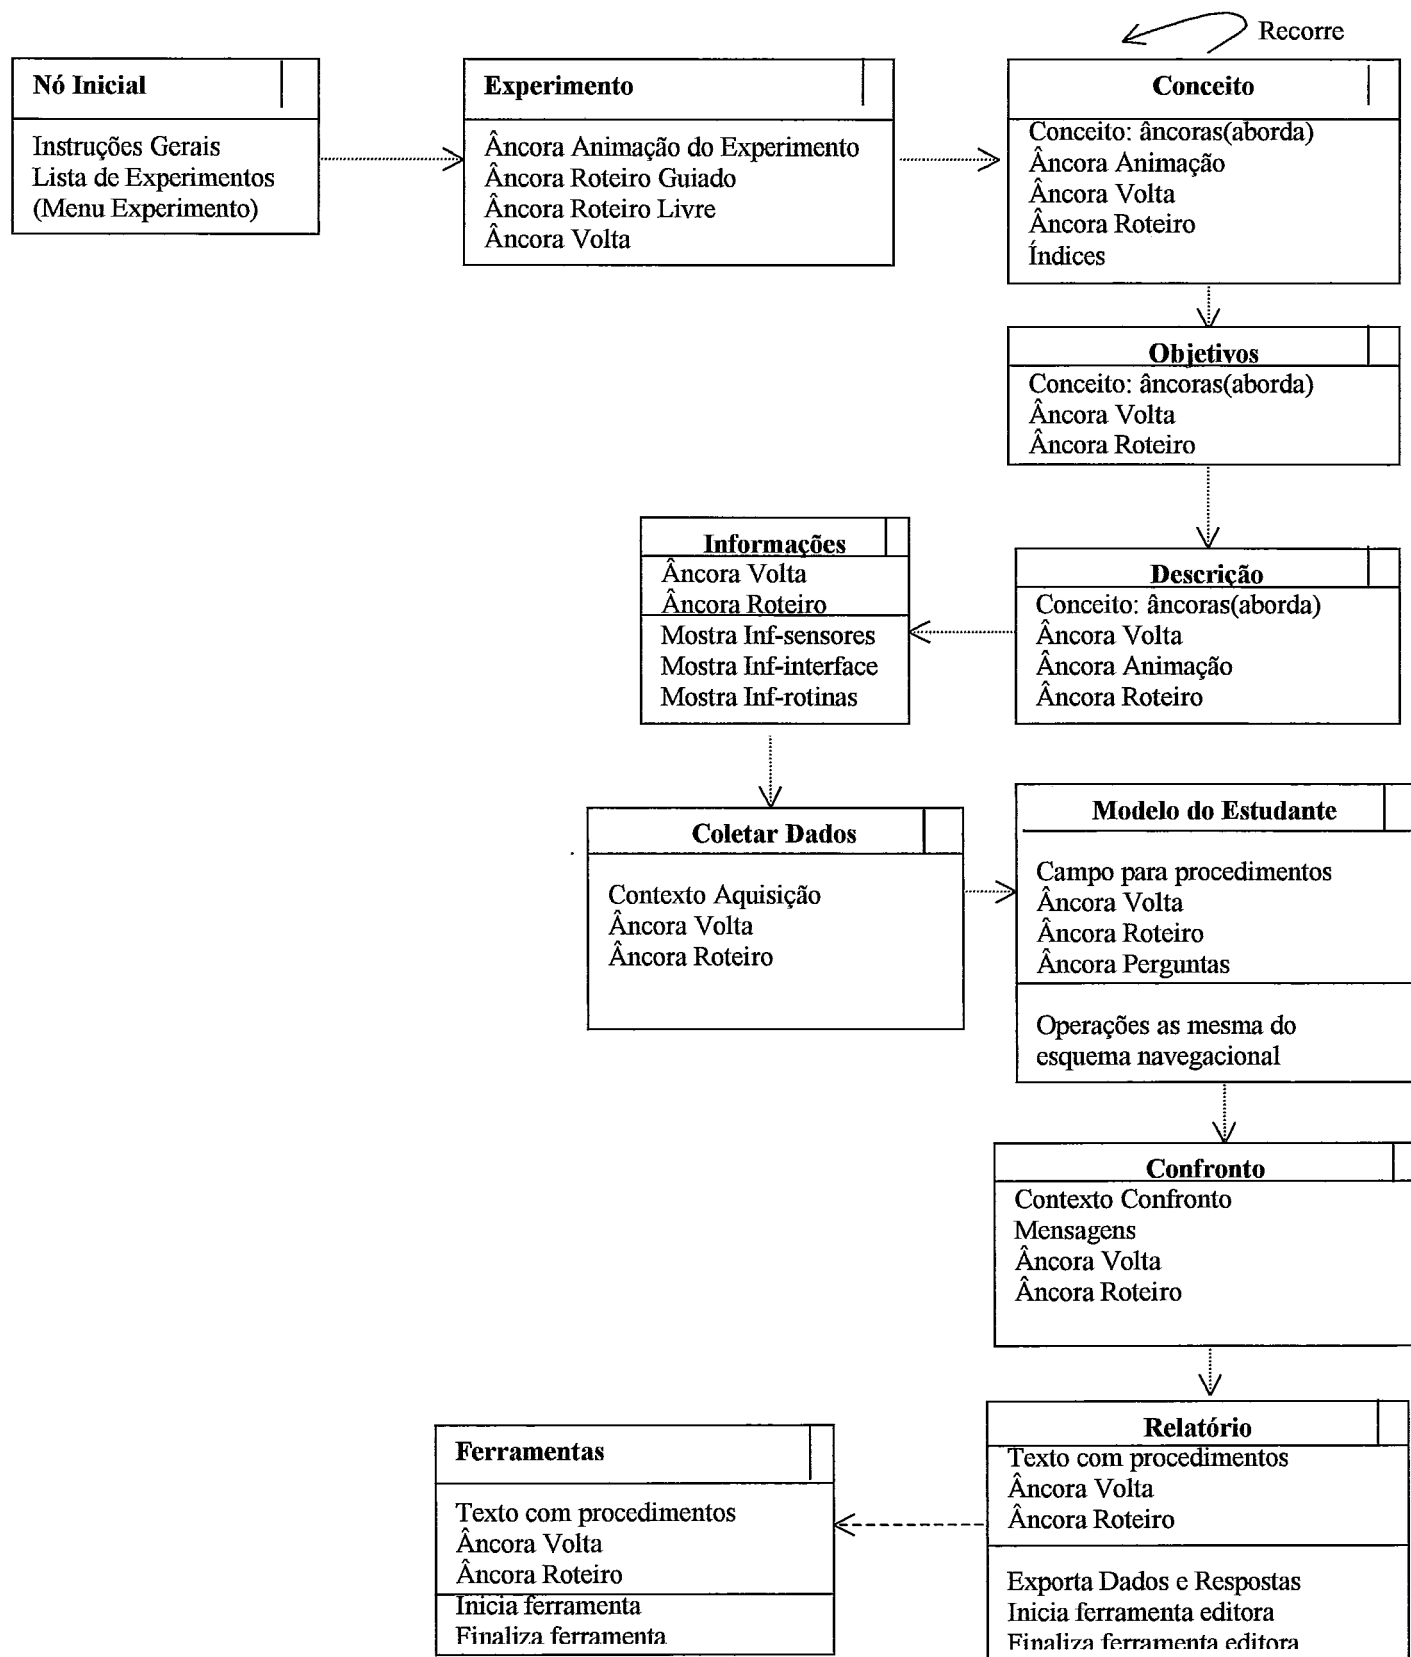 Recorre
Nó Inicial
Instruções Gerais
Lista de Experimentos
(Menu Experimento)
Experimento
Âncora Animação do Experimento
Âncora Roteiro Guiado
Âncora Roteiro Livre
Âncora Volta
Conceito
Conceito: âncoras(aborda)
Âncora Animação
Âncora Volta
Âncora Roteiro
Índices
Objetivos
Conceito: âncoras(aborda)
Âncora Volta
Âncora Roteiro
Descrição
Conceito: âncoras(aborda)
Âncora Volta
Âncora Animação
Âncora Roteiro
Informações
Âncora Volta
Âncora Roteiro
Mostra Inf-sensores
Mostra Inf-interface
Mostra Inf-rotinas
Coletar Dados
Contexto Aquisição
Âncora Volta
Âncora Roteiro
Modelo do Estudante
Campo para procedimentos
Âncora Volta
Âncora Roteiro
Âncora Perguntas
Operações as mesma do
esquema navegacional
Confronto
Contexto Confronto
Mensagens
Âncora Volta
Âncora Roteiro
Relatório
Texto com procedimentos
Âncora Volta
Âncora Roteiro
Exporta Dados e Respostas
Inicia ferramenta editora
Finaliza ferramenta editora
Ferramentas
Texto com procedimentos
Âncora Volta
Âncora Roteiro
Inicia ferramenta
Finaliza ferramenta